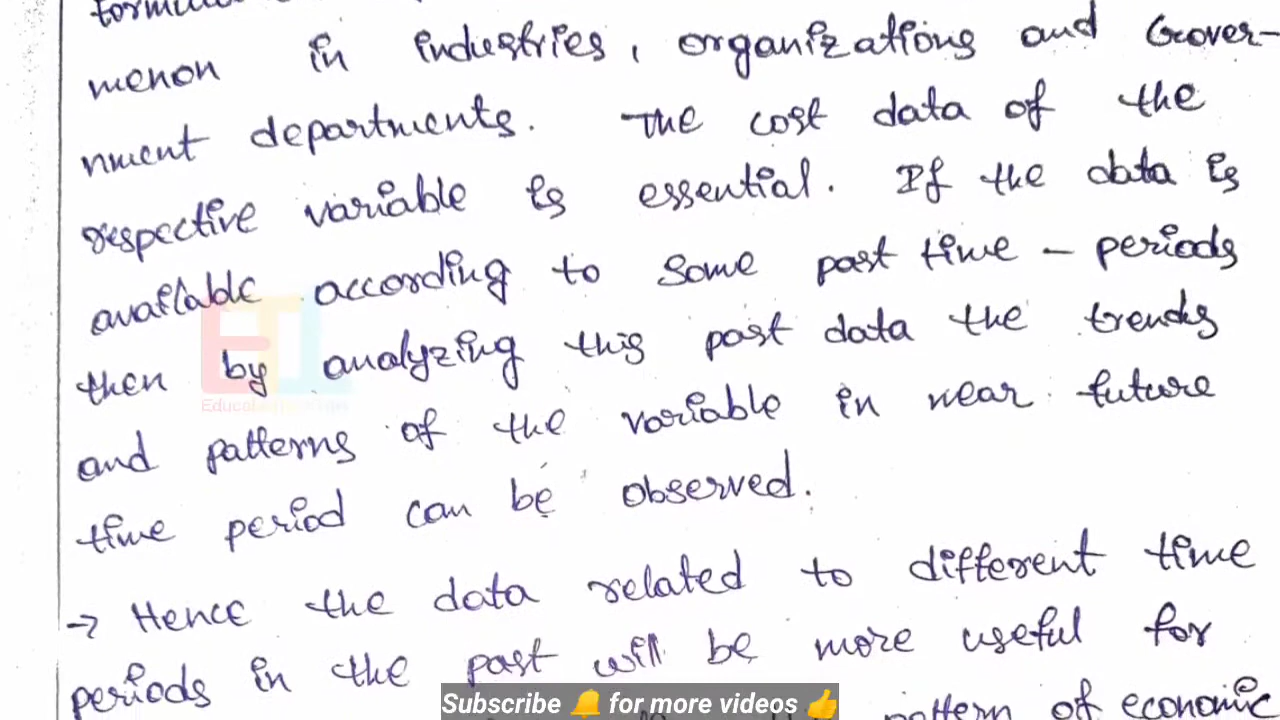 menon in industries, organizations and Gover-
nment departments. The cost data of the
respective variable is essential. If the data is
available according to some past time - periods
then by analyzing this past data the trends
and patterns of the variable in near future
time period can be observed.
→ Hence the data related to different time
periods in the past will be more useful for
pattern of economic
Subscribe 🔔 for more videos 👍